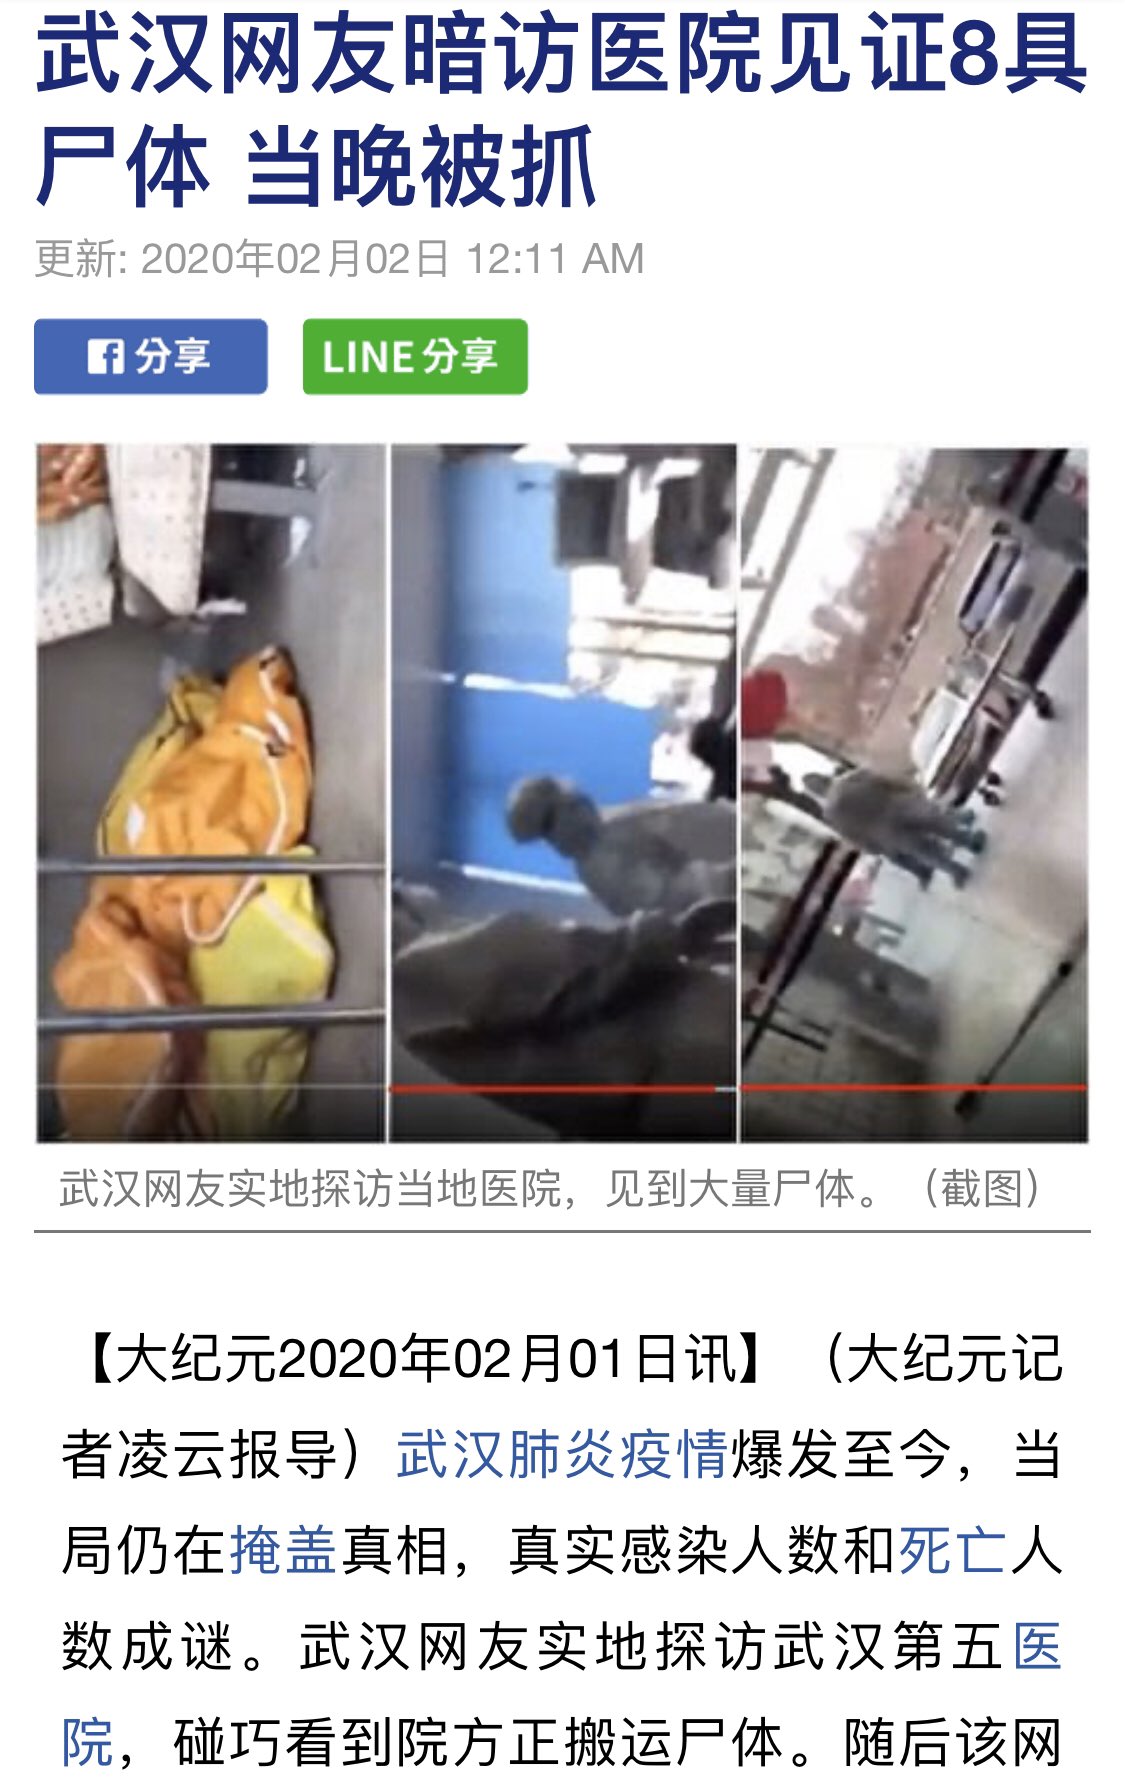 武汉网友暗访医院见证8具
尸体 当晚被抓
更新: 2020年02月02日 12:11 AM
分享
LINE分享
武汉网友实地探访当地医院，见到大量尸体。（截图）
【大纪元2020年02月01日讯】（大纪元记
者凌云报导）武汉肺炎疫情爆发至今，当
局仍在掩盖真相，真实感染人数和死亡人
数成谜。武汉网友实地探访武汉第五医
院，碰巧看到院方正搬运尸体。随后该网